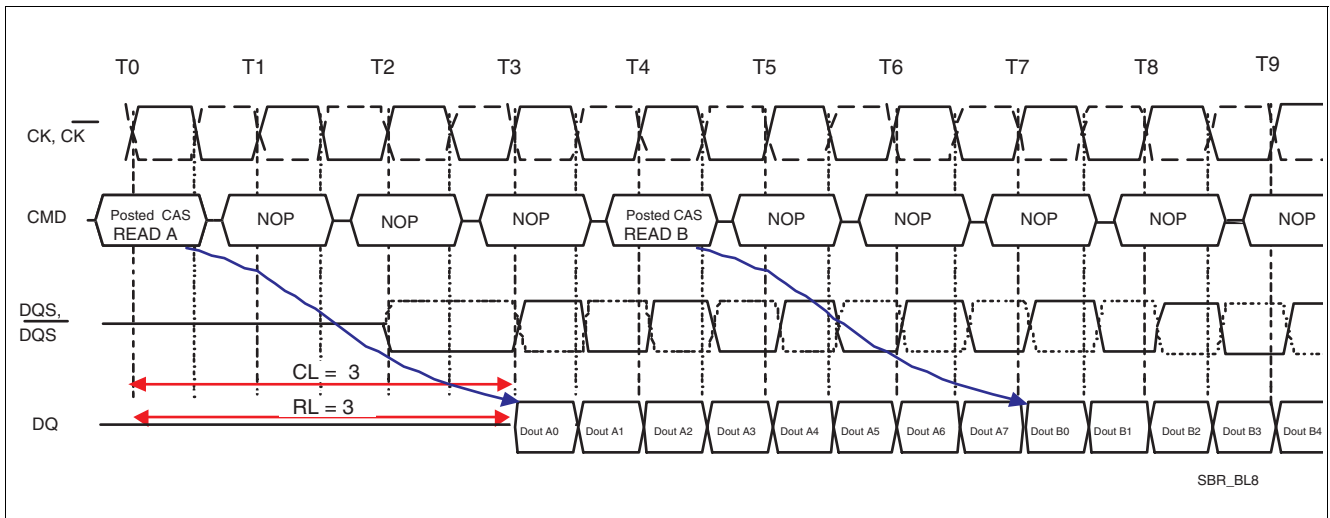 T0 T1 T2 T3 T4 T5 T6 T7 T8 T9
CK, CK
CMD
Posted CAS
READ A
NOP
NOP
NOP
Posted CAS
READ B
NOP
NOP
NOP
NOP
NOP
DQS,
DQS
CL = 3
RL = 3
DQ
Dout A0 Dout A1 Dout A2 Dout A3 Dout A4 Dout A5 Dout A6 Dout A7 Dout B0 Dout B1 Dout B2 Dout B3 Dout B4
SBR_BL8